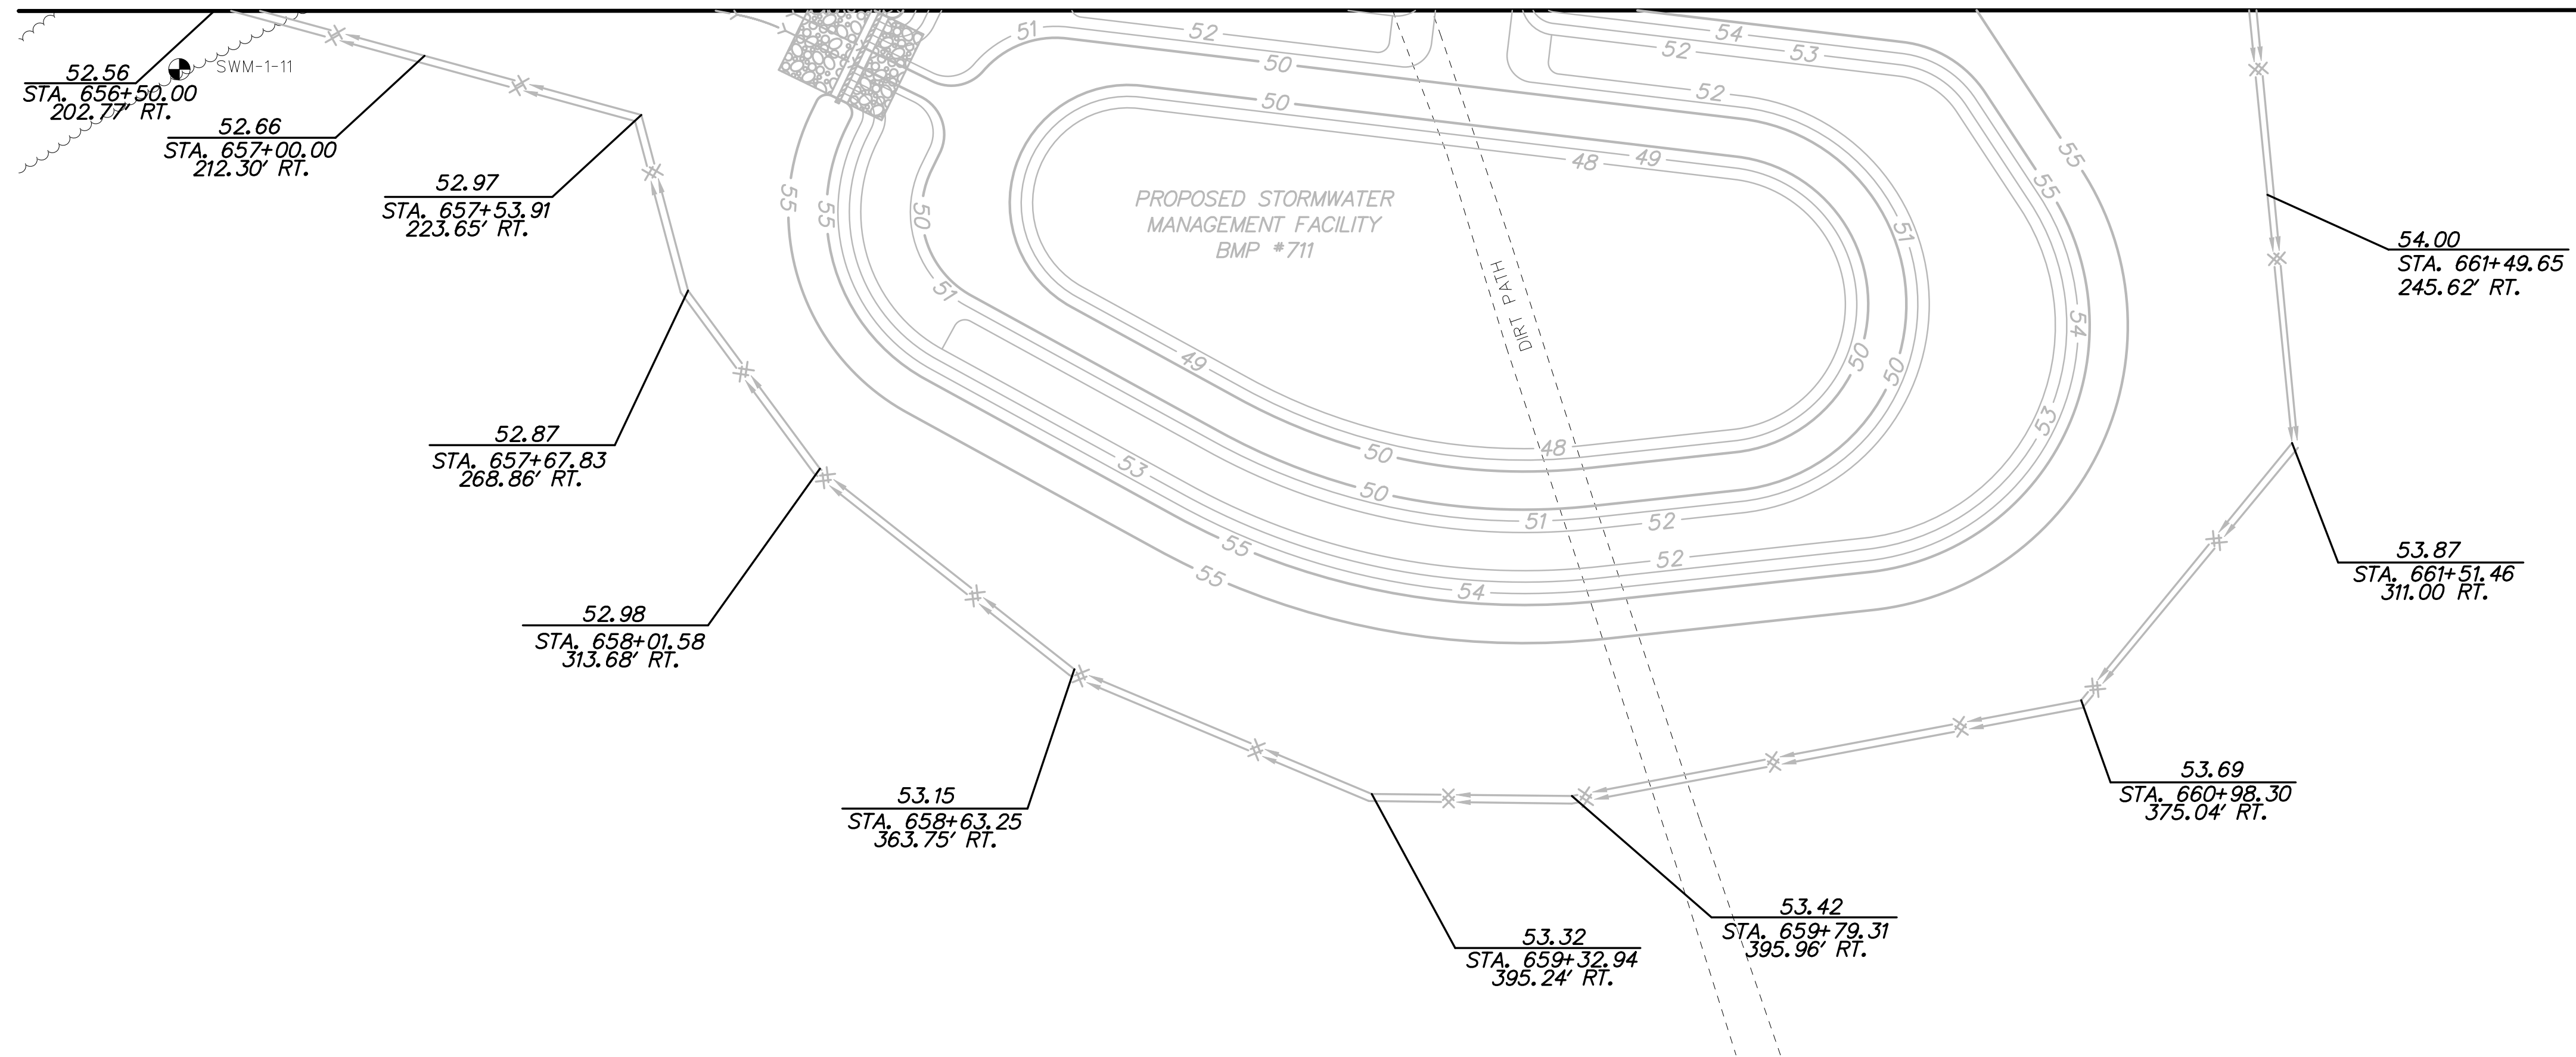 52.56
STA. 656+50.00
202.77' RT.
SWM-1-11
52.66
STA. 657+00.00
212.30' RT.
52.97
STA. 657+53.91
223.65' RT.
52.87
STA. 657+67.83
268.86' RT.
52.98
STA. 658+01.58
313.68' RT.
53.15
STA. 658+63.25
363.75' RT.
53.32
STA. 659+32.94
395.24' RT.
53.42
STA. 659+79.31
395.96' RT.
53.69
STA. 660+98.30
375.04' RT.
53.87
STA. 661+51.46
311.00 RT.
54.00
STA. 661+49.65
245.62' RT.
PROPOSED STORMWATER
MANAGEMENT FACILITY
BMP #711
DIRT PATH
51
52
50
50
54
53
52
52
49
48
55
55
51
55
55
50
51
49
54
50
50
53
48
50
53
50
51
52
55
55
54
52